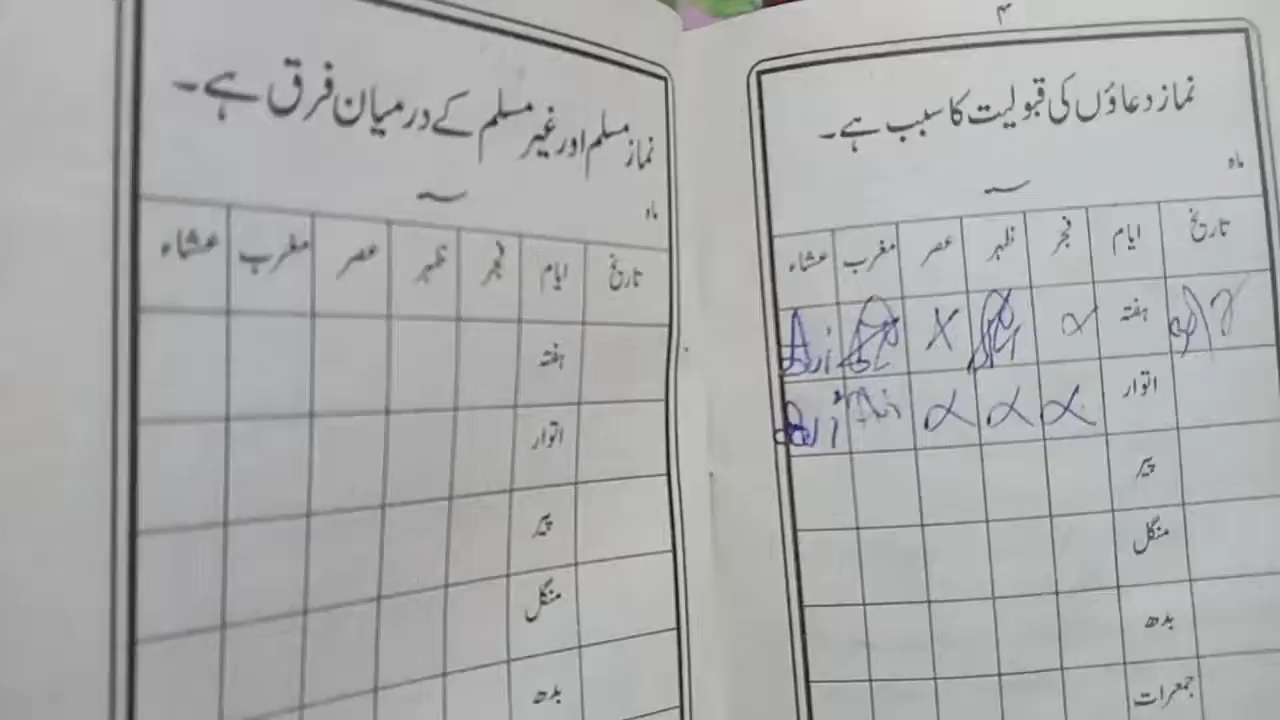 ۴
نماز دعاؤں کی قبولیت کا سبب ہے۔
ماہ
تاریخ ایام فجر ظہر عصر مغرب عشاء
ہفتہ
اتوار
پیر
منگل
بدھ
جمعرات
نماز مسلم اور غیر مسلم کے درمیان فرق ہے۔
ماہ
تاریخ ایام فجر ظہر عصر مغرب عشاء
ہفتہ
اتوار
پیر
منگل
بدھ